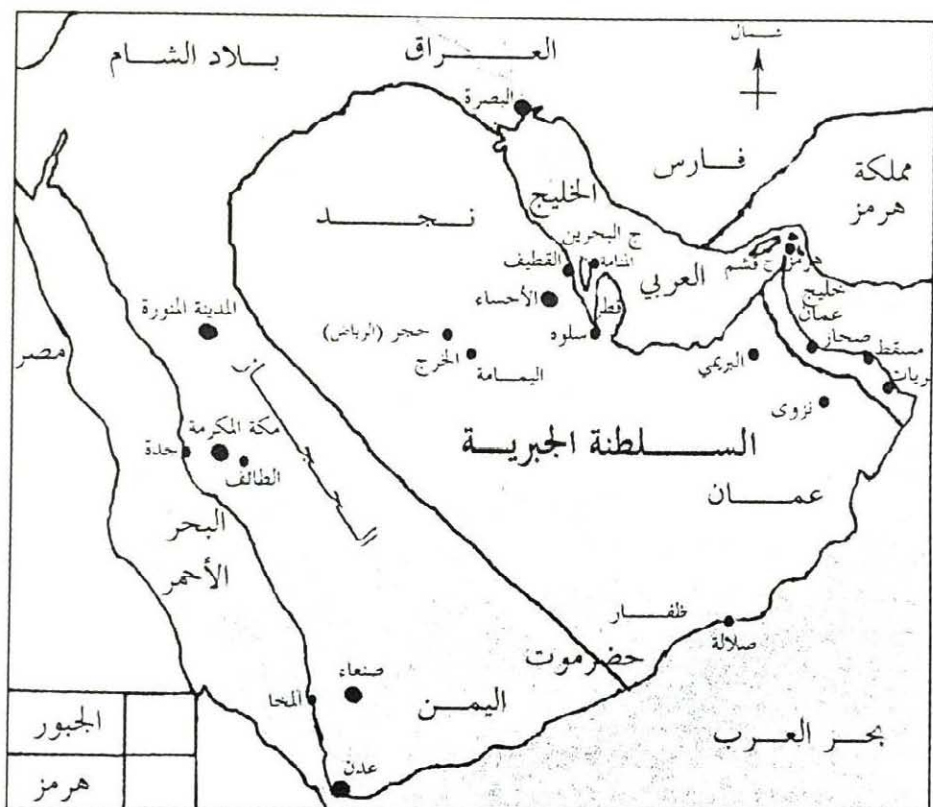 شمال
بلاد الشام
العراق
البصرة
فارس
مملكة
هرمز
نجد
الخليج
العربي
ج البحرين
المنامة
القطيف
الأحساء
قطر
سلوه
ج قشم
هرمز
خليج
عمان
صحار
مسقط
ريات
البريمي
نزوى
المدينة المنورة
حجر (الرياض)
الخرج
اليمامة
مصر
مكة المكرمة
جدة
الطائف
السلطنة الجبرية
عمان
البحر
الأحمر
ظفار
صلالة
حضرموت
صنعاء
المخا
اليمن
عدن
بحر العرب
الجبور
هرمز